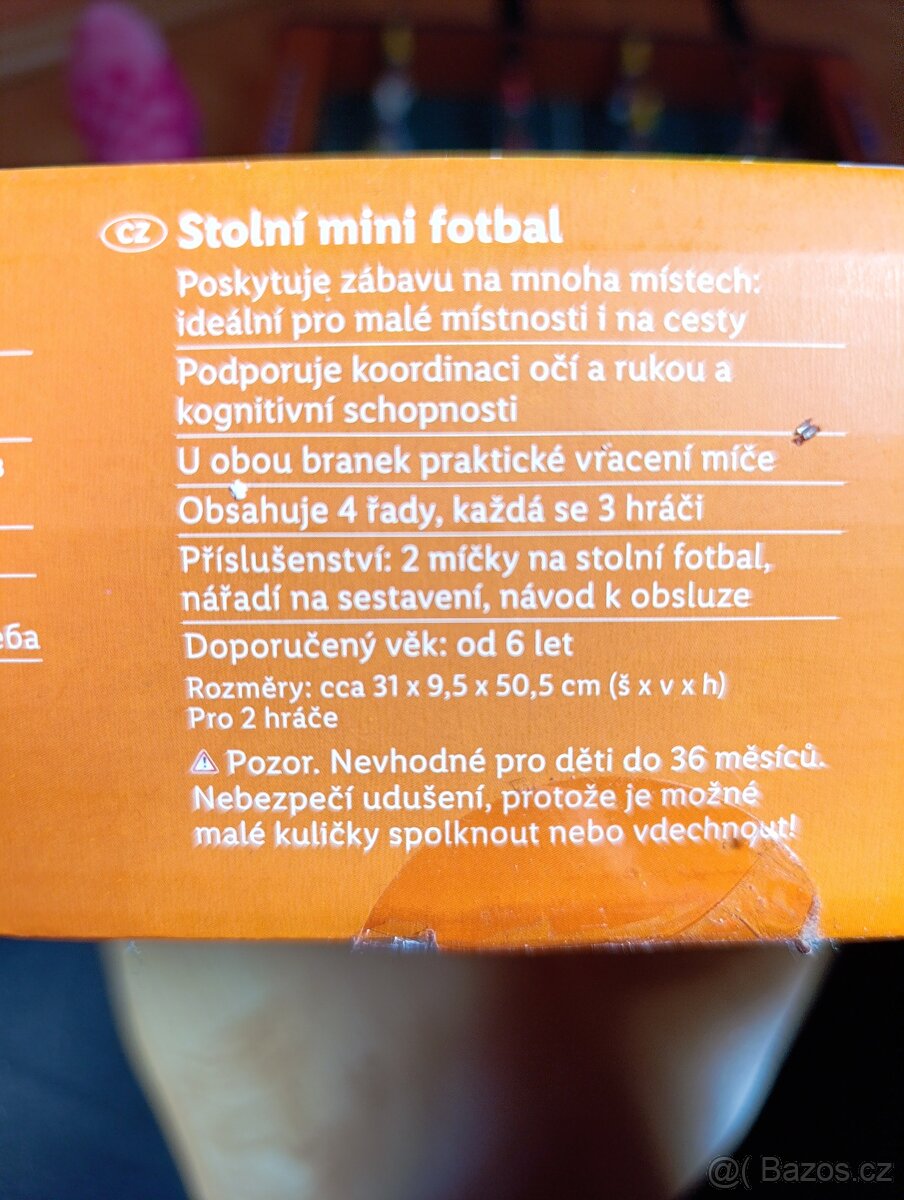 CZ Stolní mini fotbal
Poskytuje zábavu na mnoha místech:
ideální pro malé místnosti i na cesty
Podporuje koordinaci očí a rukou a
kognitivní schopnosti
U obou branek praktické vracení míče
Obsahuje 4 řady, každá se 3 hráči
Příslušenství: 2 míčky na stolní fotbal,
nářadí na sestavení, návod k obsluze
Doporučený věk: od 6 let
Rozměry: cca 31 x 9,5 x 50,5 cm (š x v x h)
Pro 2 hráče
Pozor. Nevhodné pro děti do 36 měsíců.
Nebezpečí udušení, protože je možné
malé kuličky spolknout nebo vdechnout!
@( Bazos.cz